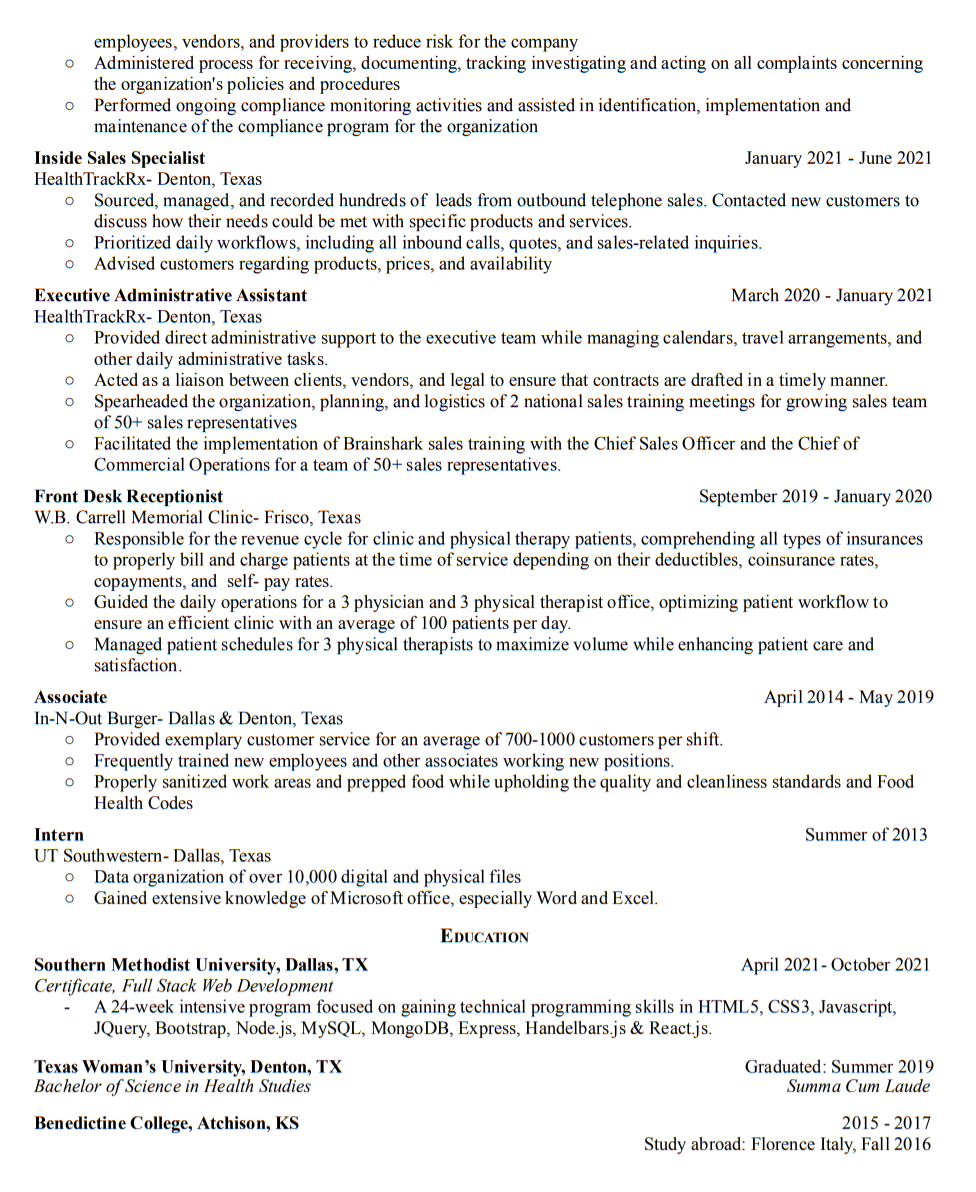 employees, vendors, and providers to reduce risk for the company
○ Administered process for receiving, documenting, tracking investigating and acting on all complaints concerning
the organization's policies and procedures
○ Performed ongoing compliance monitoring activities and assisted in identification, implementation and
maintenance of the compliance program for the organization
Inside Sales Specialist January 2021 - June 2021
HealthTrackRx- Denton, Texas
○ Sourced, managed, and recorded hundreds of leads from outbound telephone sales. Contacted new customers to
discuss how their needs could be met with specific products and services.
○ Prioritized daily workflows, including all inbound calls, quotes, and sales-related inquiries.
○ Advised customers regarding products, prices, and availability
Executive Administrative Assistant March 2020 - January 2021
HealthTrackRx- Denton, Texas
○ Provided direct administrative support to the executive team while managing calendars, travel arrangements, and
other daily administrative tasks.
○ Acted as a liaison between clients, vendors, and legal to ensure that contracts are drafted in a timely manner.
○ Spearheaded the organization, planning, and logistics of 2 national sales training meetings for growing sales team
of 50+ sales representatives
○ Facilitated the implementation of Brainshark sales training with the Chief Sales Officer and the Chief of
Commercial Operations for a team of 50+ sales representatives.
Front Desk Receptionist September 2019 - January 2020
W.B. Carrell Memorial Clinic- Frisco, Texas
○ Responsible for the revenue cycle for clinic and physical therapy patients, comprehending all types of insurances
to properly bill and charge patients at the time of service depending on their deductibles, coinsurance rates,
copayments, and self- pay rates.
○ Guided the daily operations for a 3 physician and 3 physical therapist office, optimizing patient workflow to
ensure an efficient clinic with an average of 100 patients per day.
○ Managed patient schedules for 3 physical therapists to maximize volume while enhancing patient care and
satisfaction.
Associate April 2014 - May 2019
In-N-Out Burger- Dallas & Denton, Texas
○ Provided exemplary customer service for an average of 700-1000 customers per shift.
○ Frequently trained new employees and other associates working new positions.
○ Properly sanitized work areas and prepped food while upholding the quality and cleanliness standards and Food
Health Codes
Intern Summer of 2013
UT Southwestern- Dallas, Texas
○ Data organization of over 10,000 digital and physical files
○ Gained extensive knowledge of Microsoft office, especially Word and Excel.
EDUCATION
Southern Methodist University, Dallas, TX April 2021- October 2021
Certificate, Full Stack Web Development
- A 24-week intensive program focused on gaining technical programming skills in HTML5, CSS3, Javascript,
JQuery, Bootstrap, Node.js, MySQL, MongoDB, Express, Handelbars.js & React.js.
Texas Woman’s University, Denton, TX Graduated: Summer 2019
Bachelor of Science in Health Studies Summa Cum Laude
Benedictine College, Atchison, KS 2015 - 2017
Study abroad: Florence Italy, Fall 2016